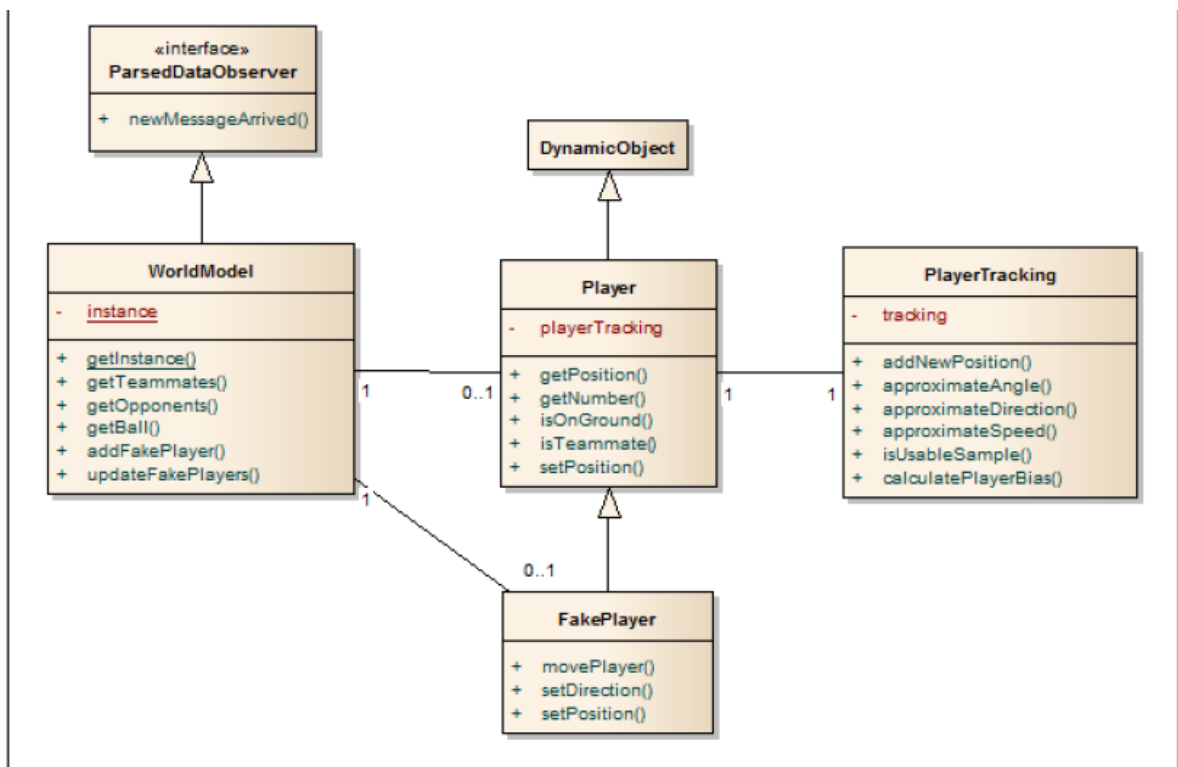 «interface»
ParsedDataObserver
+ newMessageArrived()
DynamicObject
WorldModel
- instance
+ getInstance()
+ getTeammates()
+ getOpponents()
+ getBall()
+ addFakePlayer()
+ updateFakePlayers()
1
0..1
Player
- playerTracking
+ getPosition()
+ getNumber()
+ isOnGround()
+ isTeammate()
+ setPosition()
1
1
PlayerTracking
- tracking
+ addNewPosition()
+ approximateAngle()
+ approximateDirection()
+ approximateSpeed()
+ isUsableSample()
+ calculatePlayerBias()
1
0..1
FakePlayer
+ movePlayer()
+ setDirection()
+ setPosition()